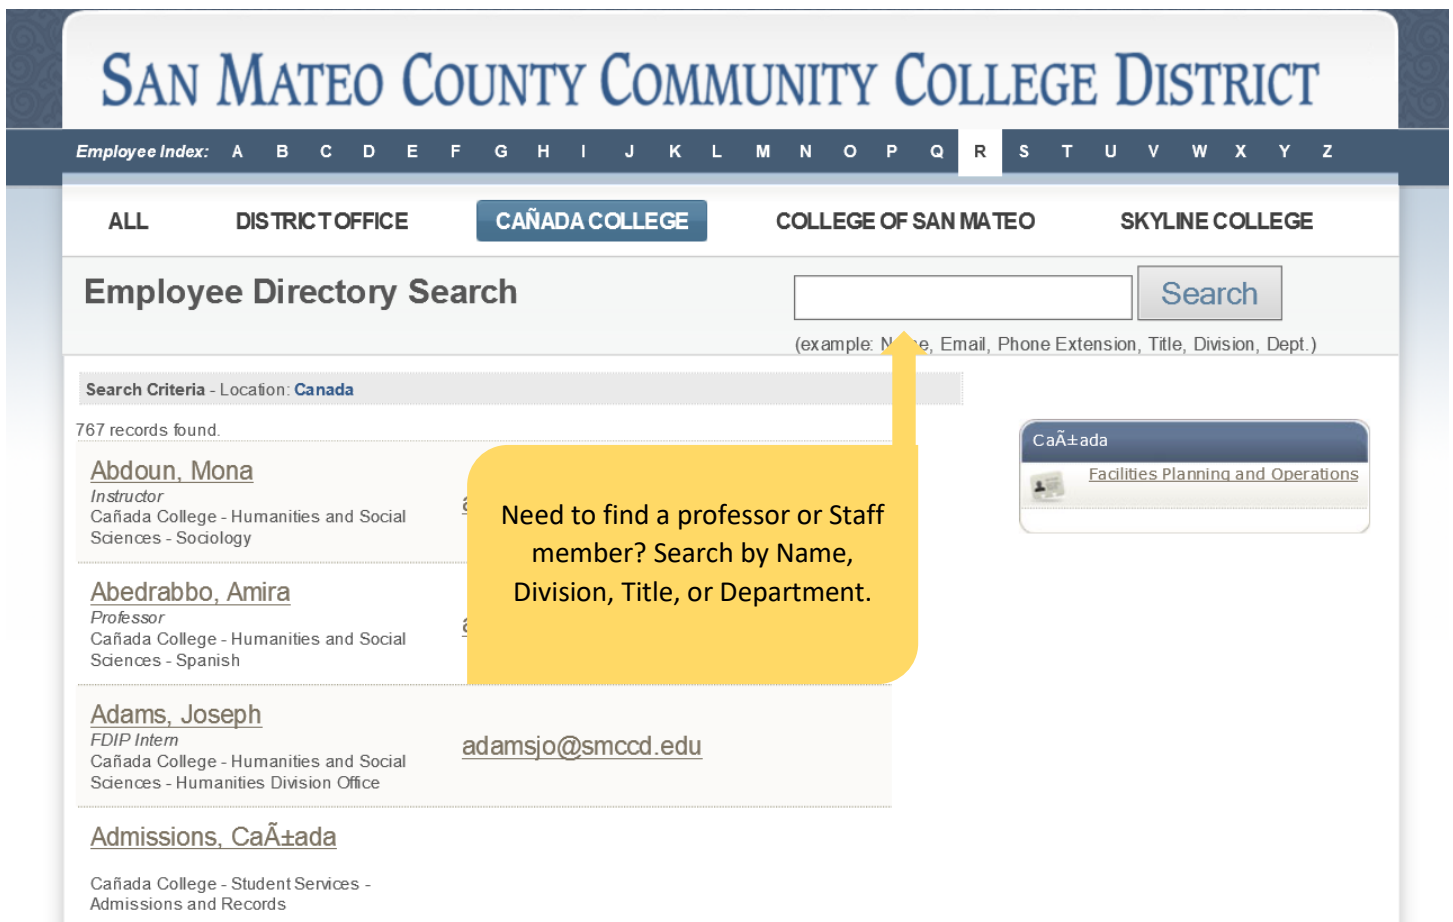 SAN MATEO COUNTY COMMUNITY COLLEGE DISTRICT
Employee Index: A B C D E F G H I J K L M N O P Q R S T U V W X Y Z
ALL DISTRICT OFFICE CAÑADA COLLEGE COLLEGE OF SAN MATEO SKYLINE COLLEGE
Employee Directory Search
Search
(example: Name, Email, Phone Extension, Title, Division, Dept.)
Search Criteria - Location: Canada
767 records found.
Abdoun, Mona
Instructor
Cañada College - Humanities and Social
Sciences - Sociology
Abedrabbo, Amira
Professor
Cañada College - Humanities and Social
Sciences - Spanish
Adams, Joseph
FDIP Intern
Cañada College - Humanities and Social
Sciences - Humanities Division Office
adamsjo@smccd.edu
Admissions, CaÃ±ada
Cañada College - Student Services -
Admissions and Records
Need to find a professor or Staff
member? Search by Name,
Division, Title, or Department.
CaÃ±ada
Facilities Planning and Operations